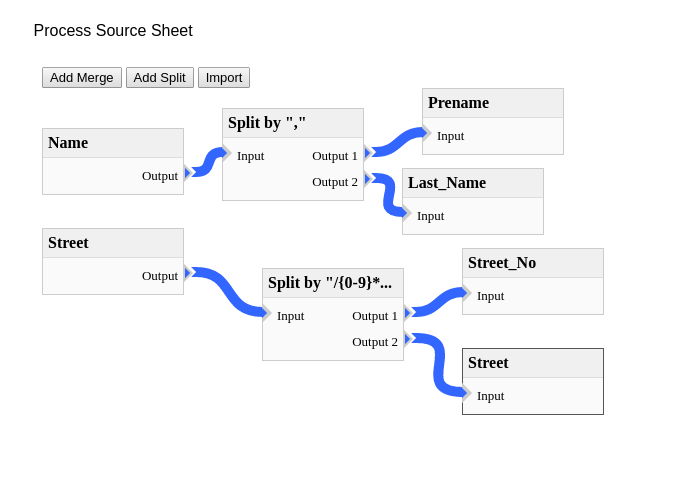 Process Source Sheet
Add Merge Add Split Import
Name
Output
Split by ","
Input Output 1
Output 2
Prename
Input
Last_Name
Input
Street
Output
Split by "/{0-9}*...
Input Output 1
Output 2
Street_No
Input
Street
Input